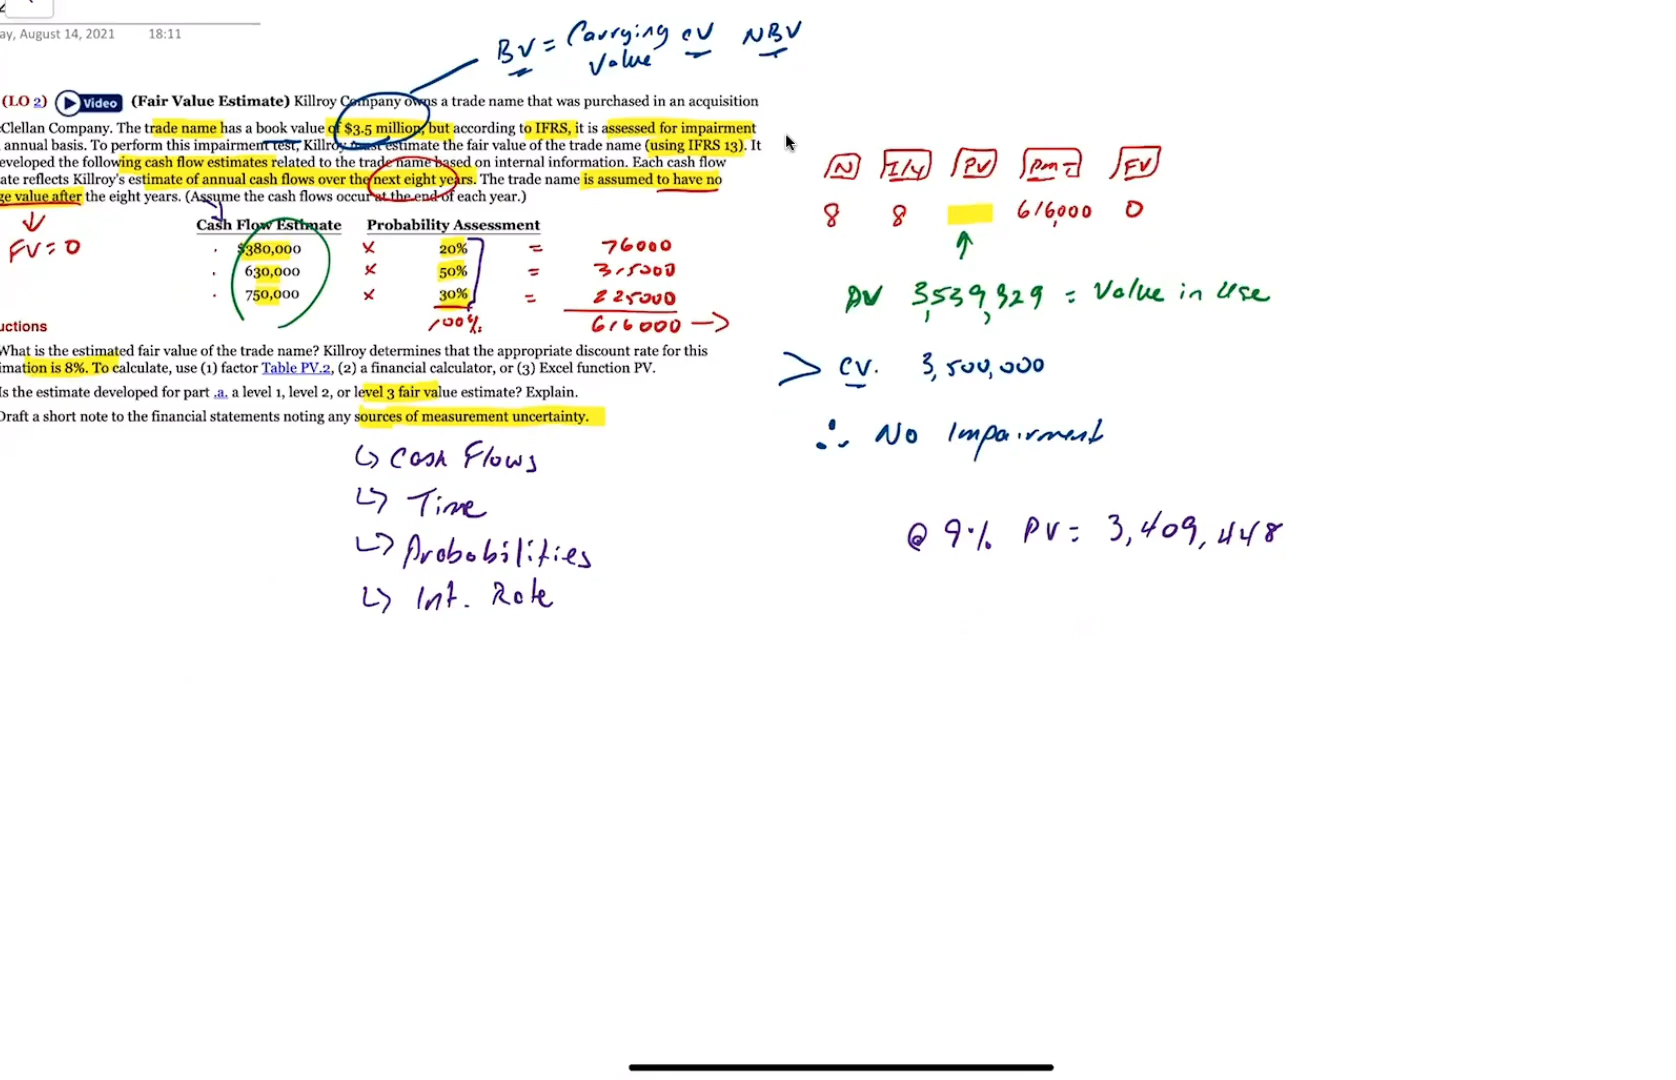 ay, August 14, 2021 18:11
BV = Carrying Value CV NBV
(LO 2) Video (Fair Value Estimate) Killroy Company owns a trade name that was purchased in an acquisition
Clellan Company. The trade name has a book value of $3.5 million, but according to IFRS, it is assessed for impairment
annual basis. To perform this impairment test, Killroy must estimate the fair value of the trade name (using IFRS 13). It
eveloped the following cash flow estimates related to the trade name based on internal information. Each cash flow
ate reflects Killroy's estimate of annual cash flows over the next eight years. The trade name is assumed to have no
ge value after the eight years. (Assume the cash flows occur at the end of each year.)
FV = 0
Cash Flow Estimate Probability Assessment
$380,000 x 20% = 76000
630,000 x 50% = 315000
750,000 x 30% = 225000
100% 616000
uctions
What is the estimated fair value of the trade name? Killroy determines that the appropriate discount rate for this
imation is 8%. To calculate, use (1) factor Table PV.2, (2) a financial calculator, or (3) Excel function PV.
Is the estimate developed for part .a. a level 1, level 2, or level 3 fair value estimate? Explain.
Draft a short note to the financial statements noting any sources of measurement uncertainty.
↳ Cash Flows
↳ Time
↳ Probabilities
↳ Int. Rate
N I/Y PV PMT FV
8 8 616,000 0
PV 3,539,929 = Value in Use
> CV. 3,500,000
∴ No Impairment
@ 9% PV = 3,409,448